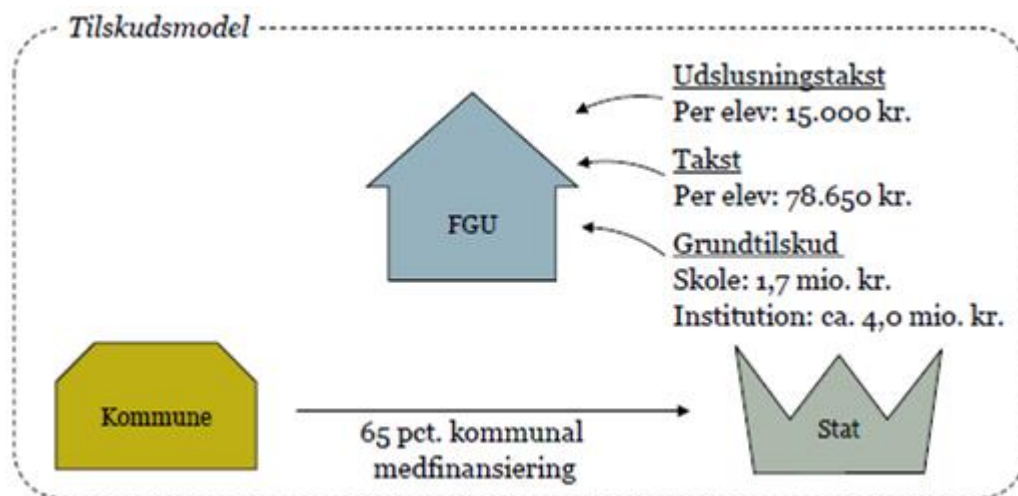 Tilskudsmodel
Udslusningstakst
Per elev: 15.000 kr.
Takst
Per elev: 78.650 kr.
FGU
Grundtilskud
Skole: 1,7 mio. kr.
Institution: ca. 4,0 mio. kr.
Kommune
65 pct. kommunal
medfinansiering
Stat